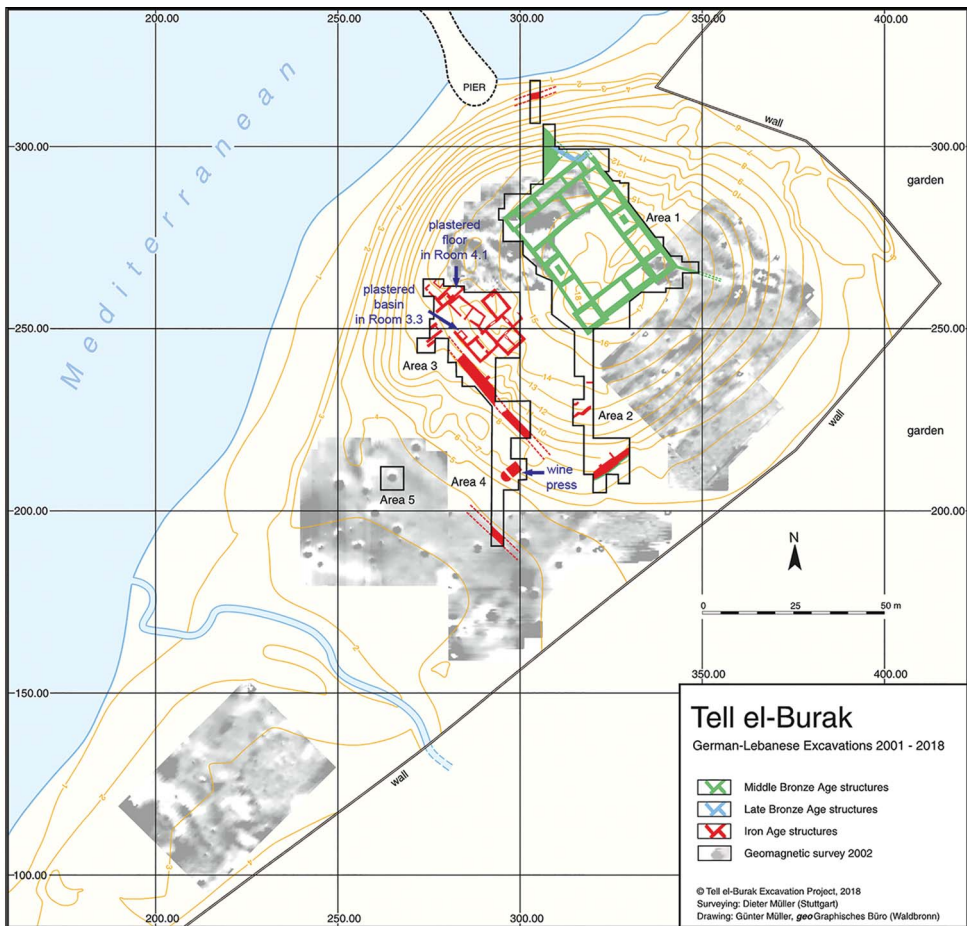 200.00
250.00
300.00
350.00
400.00
PIER
wall
300.00
300.00
garden
Area 1
plastered
floor
in Room 4.1
plastered
basin
in Room 3.3
Mediterranean
250.00
250.00
Area 3
Area 2
wall
garden
wine
press
Area 4
Area 5
200.00
200.00
N
0
25
50 m
150.00
350.00
400.00
150.00
wall
100.00
200.00
250.00
300.00
Tell el-Burak
German-Lebanese Excavations 2001 - 2018
Middle Bronze Age structures
Late Bronze Age structures
Iron Age structures
Geomagnetic survey 2002
© Tell el-Burak Excavation Project, 2018
Surveying: Dieter Müller (Stuttgart)
Drawing: Günter Müller, geoGraphisches Büro (Waldbronn)